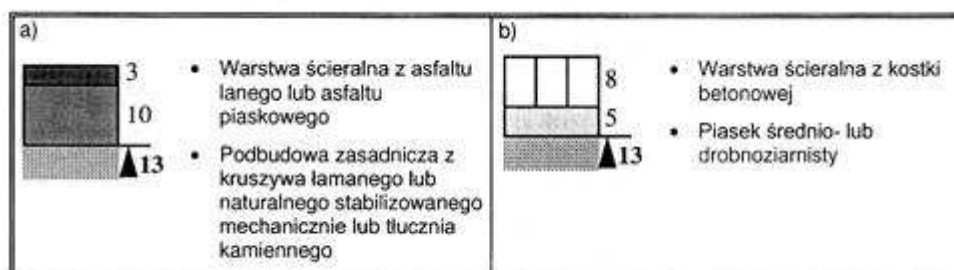 a)
3
10
13
• Warstwa ścieralna z asfaltu
lanego lub asfaltu
piaskowego
• Podbudowa zasadnicza z
kruszywa łamanego lub
naturalnego stabilizowanego
mechanicznie lub tłucznia
kamiennego
b)
8
5
13
• Warstwa ścieralna z kostki
betonowej
• Piasek średnio- lub
drobnoziarnisty